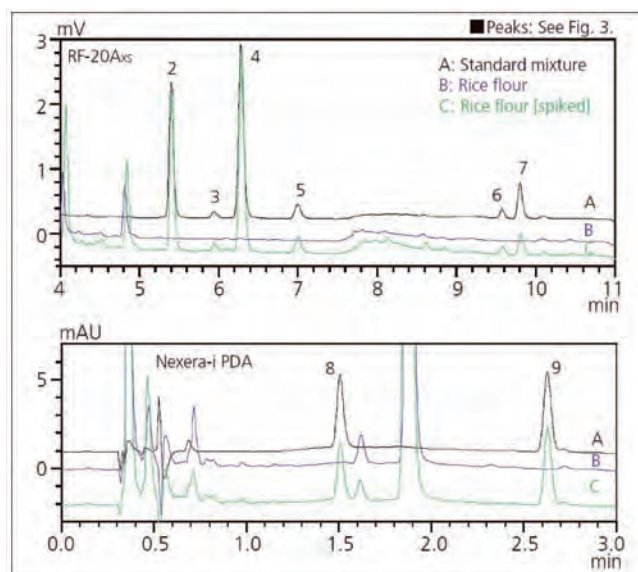 ■Peaks: See Fig. 3.
mV
RF-20Axs
3
2
1
0
2
3
4
5
6
7
A: Standard mixture
B: Rice flour
C: Rice flour [spiked]
A
B
4 5 6 7 8 9 10 11
min
mAU
Nexera-i PDA
5
0
8
9
A
B
C
0.0 0.5 1.0 1.5 2.0 2.5 3.0
min